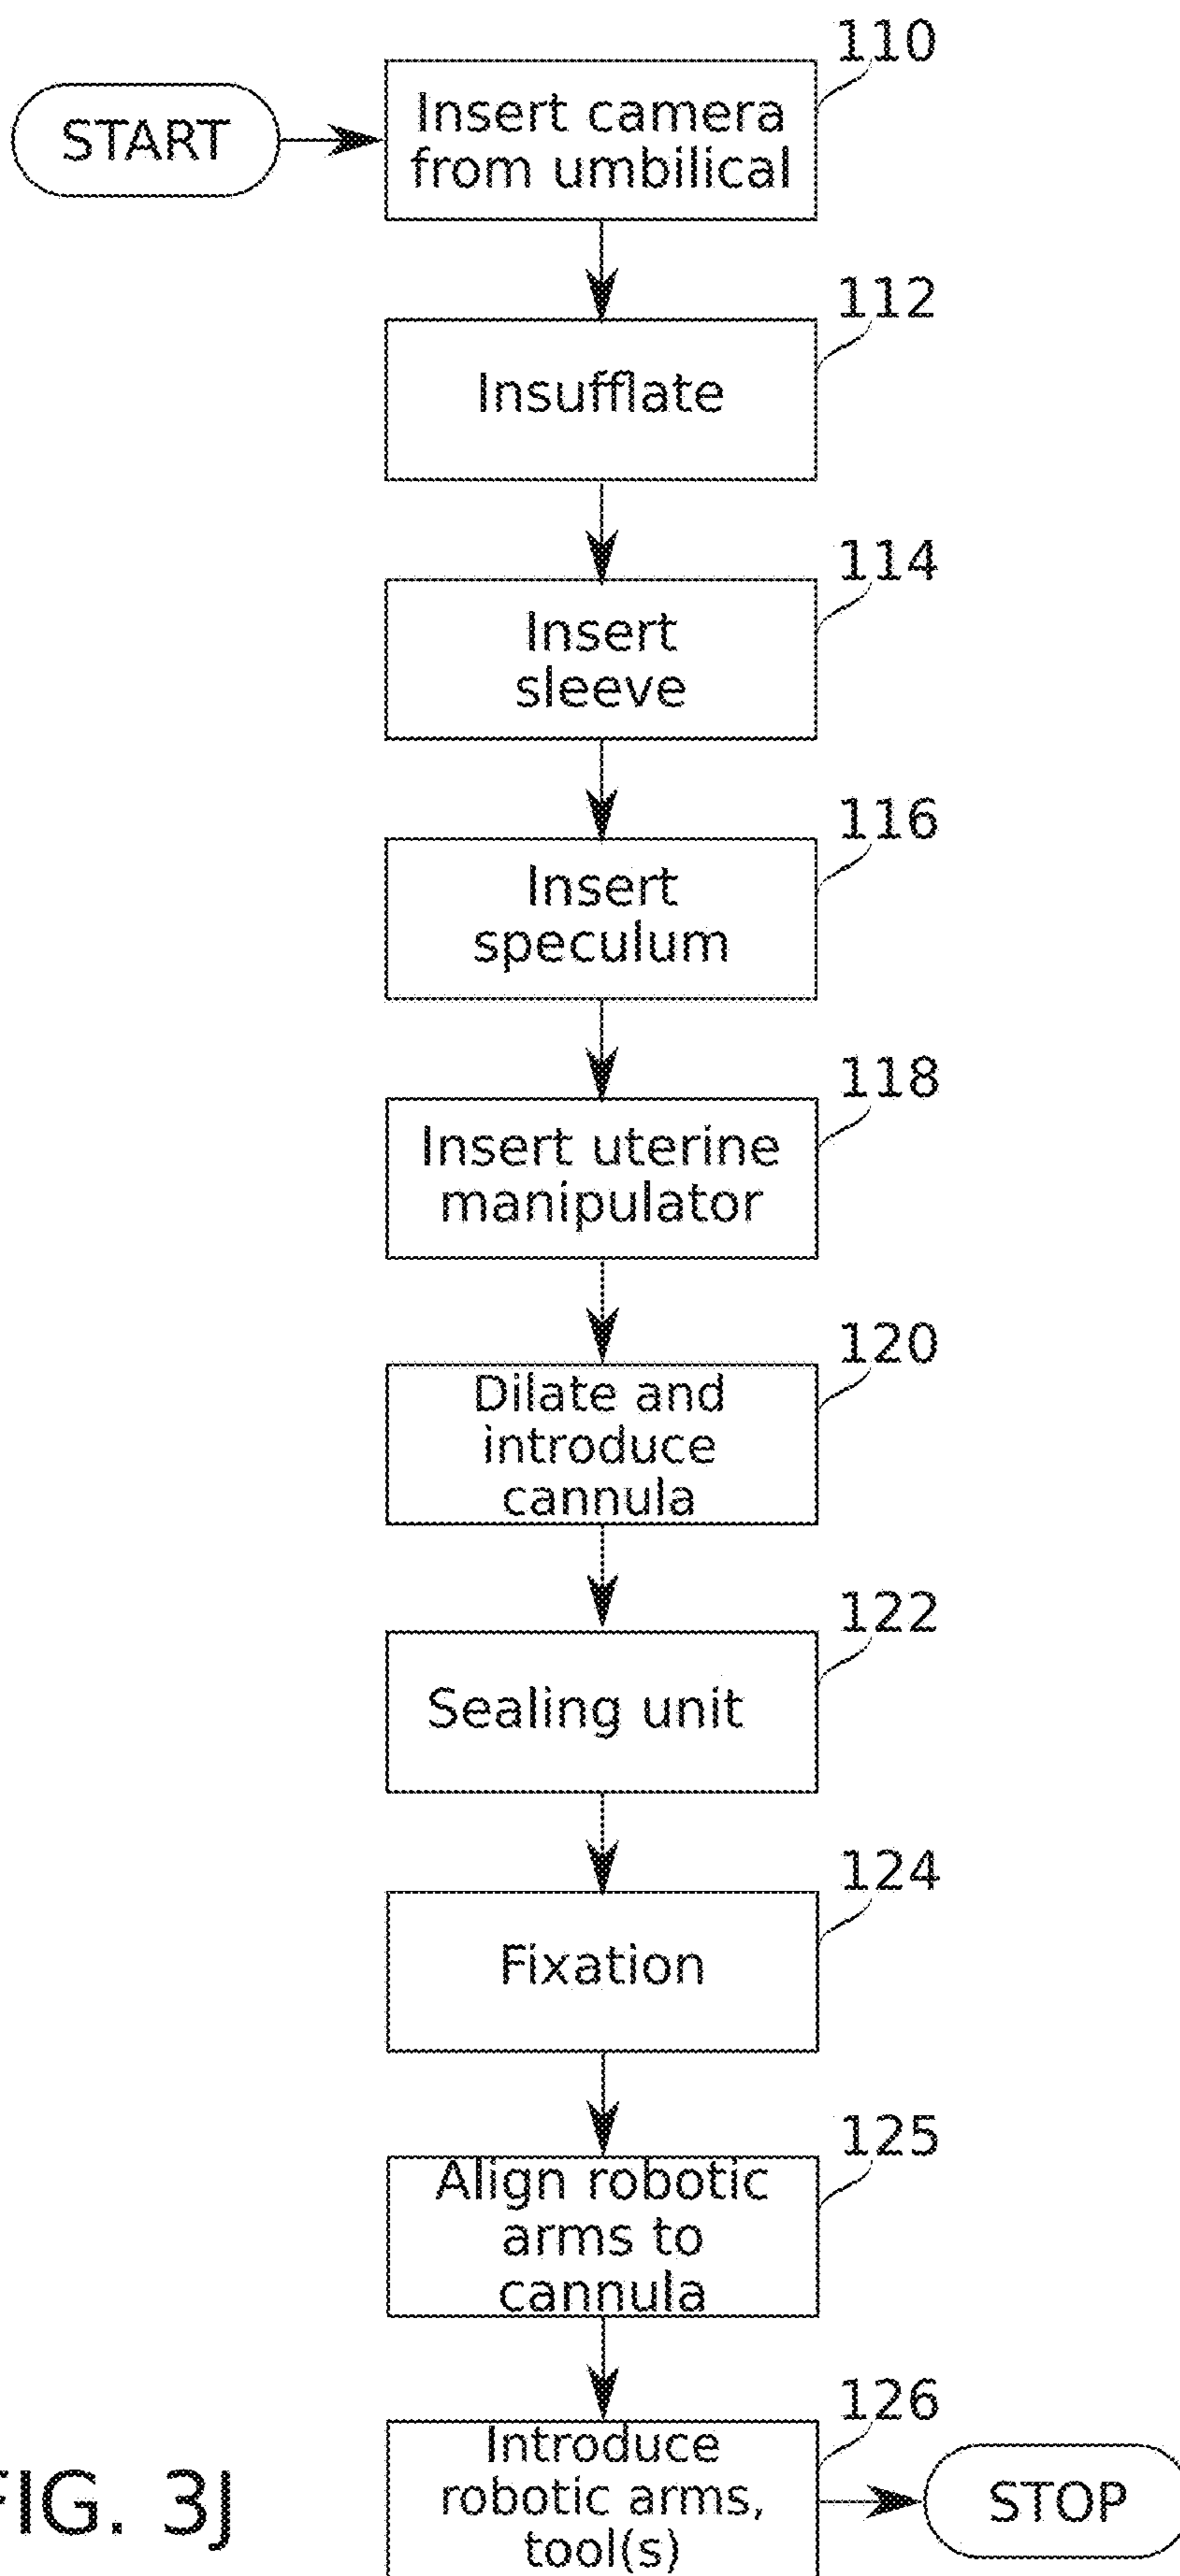 110
START
Insert camera
from umbilical
112
Insufflate
114
Insert
sleeve
116
Insert
speculum
118
Insert uterine
manipulator
120
Dilate and
introduce
cannula
122
Sealing unit
124
Fixation
125
Align robotic
arms to
cannula
126
Introduce
robotic arms,
tool(s)
STOP
FIG. 3J